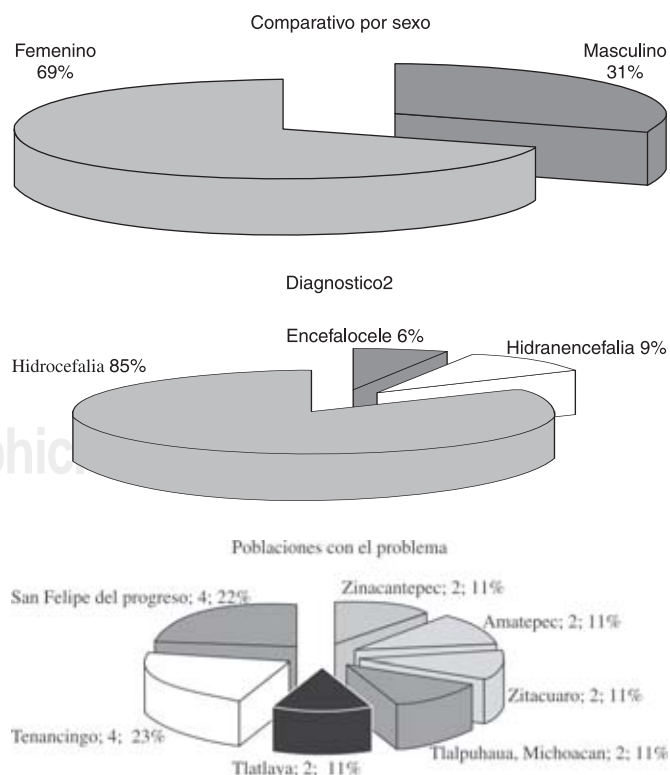 Comparativo por sexo
Femenino
69%
Masculino
31%
Diagnostico2
Encefalocele 6%
Hidranencefalia 9%
Hidrocefalia 85%
Poblaciones con el problema
San Felipe del progreso; 4; 22%
Zinacantepec; 2; 11%
Amatepec; 2; 11%
Zitacuaro; 2; 11%
Tenancingo; 4; 23%
Tlalpuhaua, Michoacan; 2; 11%
Tlatlaya; 2; 11%